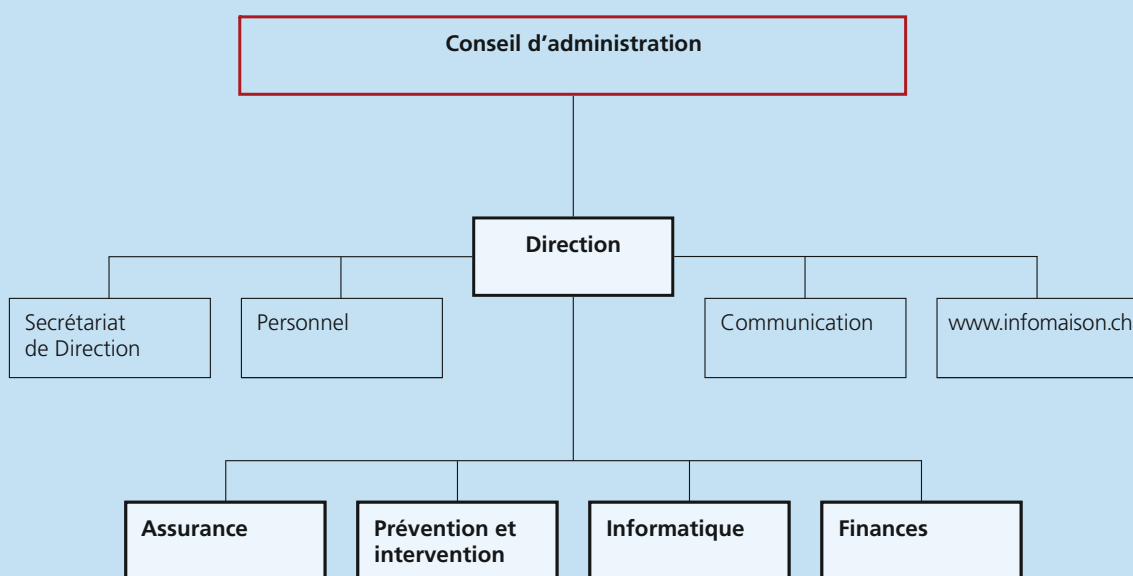 Conseil d’administration
Direction
Secrétariat
de Direction
Personnel
Communication
www.infomaison.ch
Assurance
Prévention et
intervention
Informatique
Finances